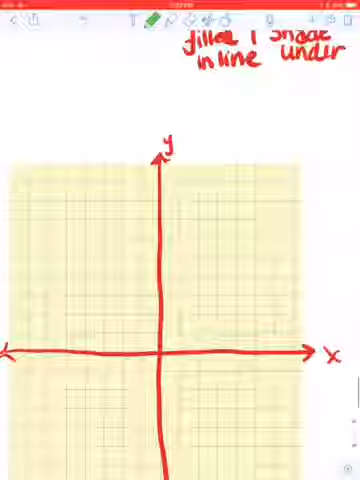 filled | shade
in line under
y
x